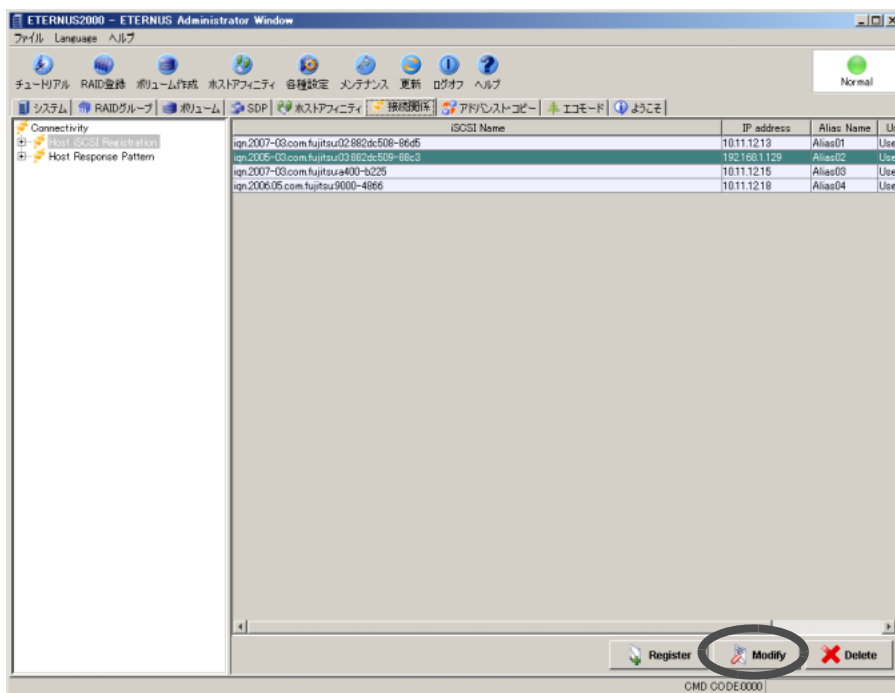 ETERNUS2000 - ETERNUS Administrator Window
ファイル Language ヘルプ
チュートリアル RAID登録 ボリューム作成 ホストアフィニティ 各種設定 メンテナンス 更新 ログオフ ヘルプ
Normal
システム RAIDグループ ボリューム SDP ホストアフィニティ 接続関係 アドバンスト・コピー エコモード ようこそ
Connectivity
Host iSCSI Registration
Host Response Pattern
iSCSI Name IP address Alias Name U
iqn.2007-03.com.fujitsu:02:882dc508-86d5 10.11.12.13 Alias01 Use
iqn.2005-03.com.fujitsu:03:882dc509-88c3 192.168.1.129 Alias02 Use
iqn.2007-03.com.fujitsu:a400-b225 10.11.12.15 Alias03 Use
iqn.2006.05.com.fujitsu:9000-4866 10.11.12.18 Alias04 Use
Register Modify Delete
CMD CODE:0000